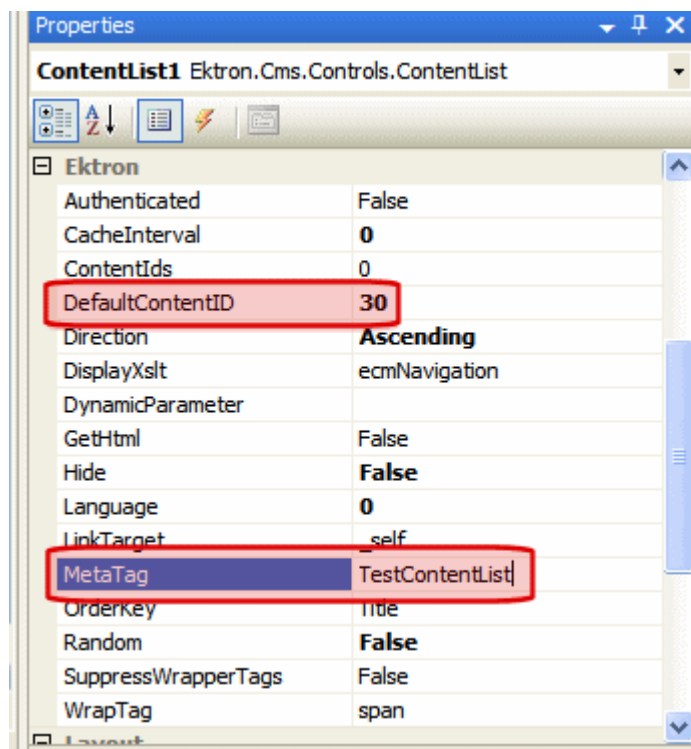 Properties
ContentList1 Ektron.Cms.Controls.ContentList
Ektron
Authenticated False
CacheInterval 0
ContentIds 0
DefaultContentID 30
Direction Ascending
DisplayXslt ecmNavigation
DynamicParameter
GetHtml False
Hide False
Language 0
LinkTarget _self
MetaTag TestContentList
OrderKey Title
Random False
SuppressWrapperTags False
WrapTag span
Layout